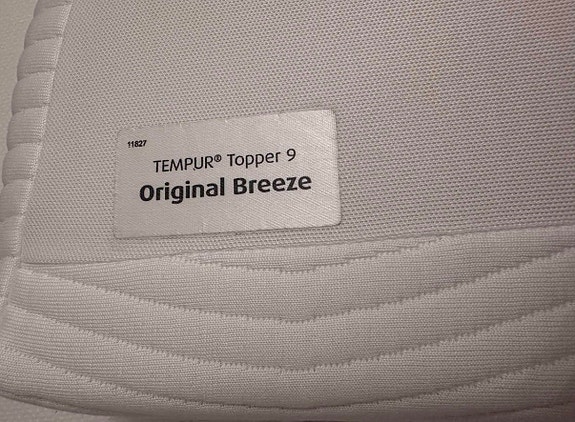 11827
TEMPUR® Topper 9
Original Breeze